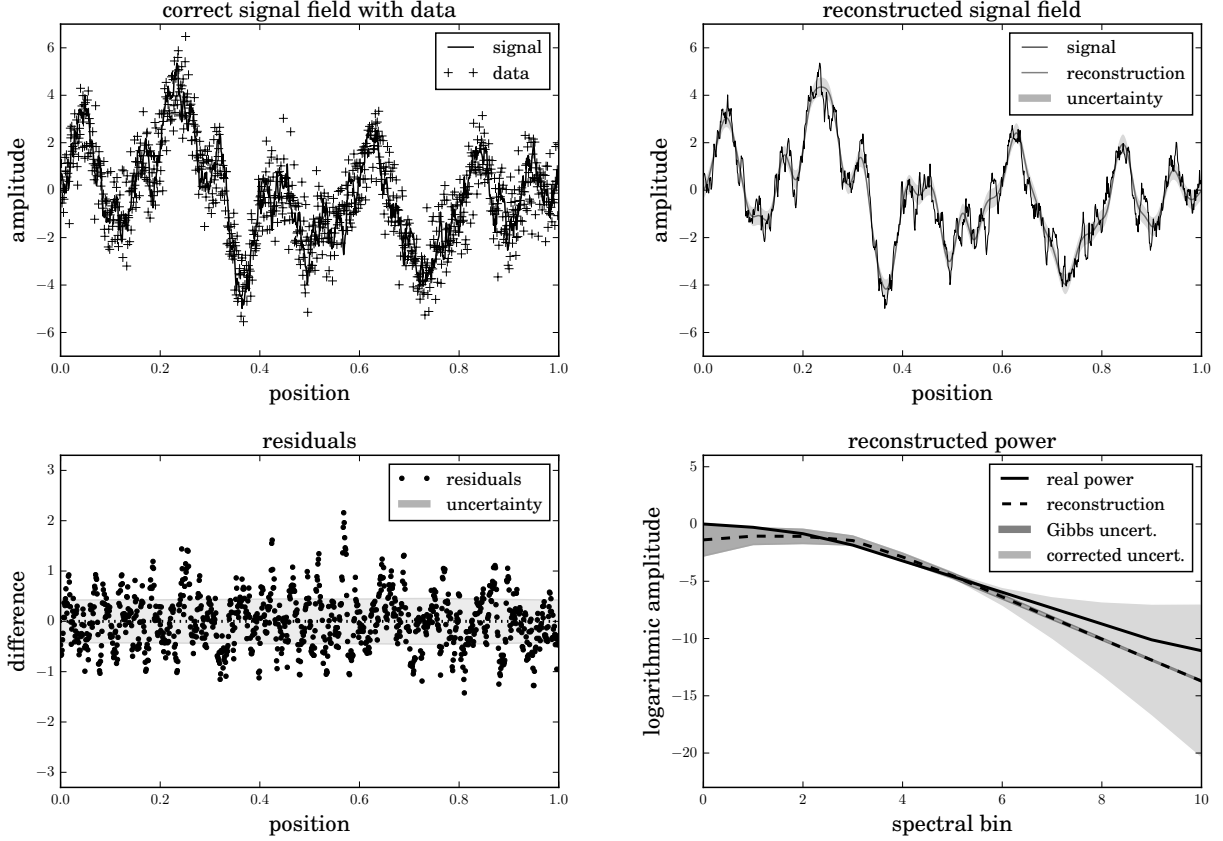 correct signal field with data
signal
data
amplitude
6
4
2
0
−2
−4
−6
0.0 0.2 0.4 0.6 0.8 1.0
position
reconstructed signal field
signal
reconstruction
uncertainty
amplitude
6
4
2
0
−2
−4
−6
0.0 0.2 0.4 0.6 0.8 1.0
position
residuals
residuals
uncertainty
difference
3
2
1
0
−1
−2
−3
0.0 0.2 0.4 0.6 0.8 1.0
position
reconstructed power
real power
reconstruction
Gibbs uncert.
corrected uncert.
logarithmic amplitude
5
0
−5
−10
−15
−20
0 2 4 6 8 10
spectral bin